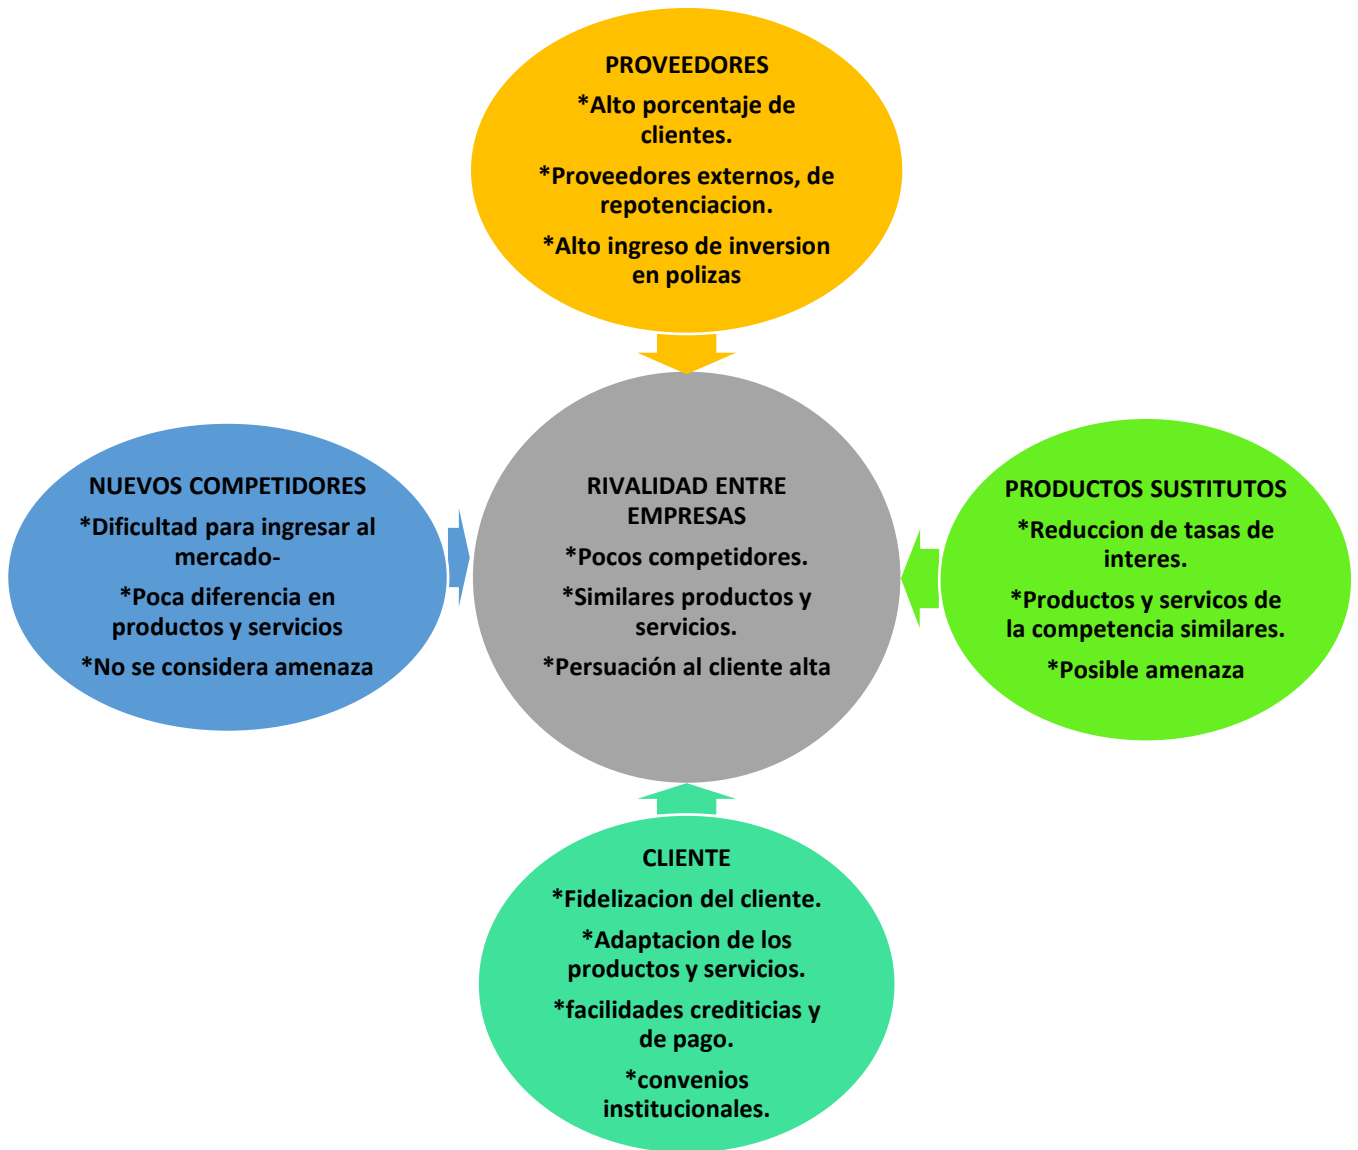 PROVEEDORES
*Alto porcentaje de
clientes.
*Proveedores externos, de
repotenciacion.
*Alto ingreso de inversion
en polizas
NUEVOS COMPETIDORES
*Dificultad para ingresar al
mercado-
*Poca diferencia en
productos y servicios
*No se considera amenaza
RIVALIDAD ENTRE
EMPRESAS
*Pocos competidores.
*Similares productos y
servicios.
*Persuación al cliente alta
PRODUCTOS SUSTITUTOS
*Reduccion de tasas de
interes.
*Productos y servicos de
la competencia similares.
*Posible amenaza
CLIENTE
*Fidelizacion del cliente.
*Adaptacion de los
productos y servicios.
*facilidades crediticias y
de pago.
*convenios
institucionales.